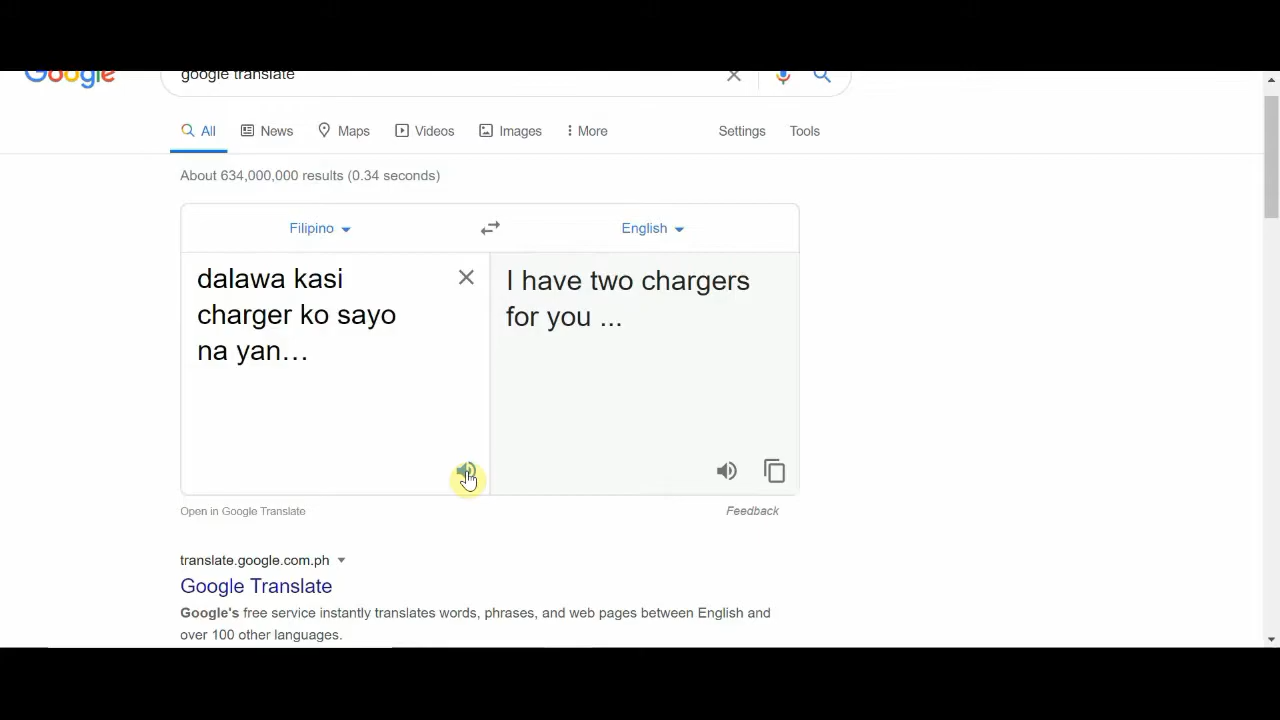 Google
google translate
All News Maps Videos Images More Settings Tools
About 634,000,000 results (0.34 seconds)
Filipino English
dalawa kasi
charger ko sayo
na yan...
I have two chargers
for you ...
Open in Google Translate Feedback
translate.google.com.ph
Google Translate
Google's free service instantly translates words, phrases, and web pages between English and
over 100 other languages.